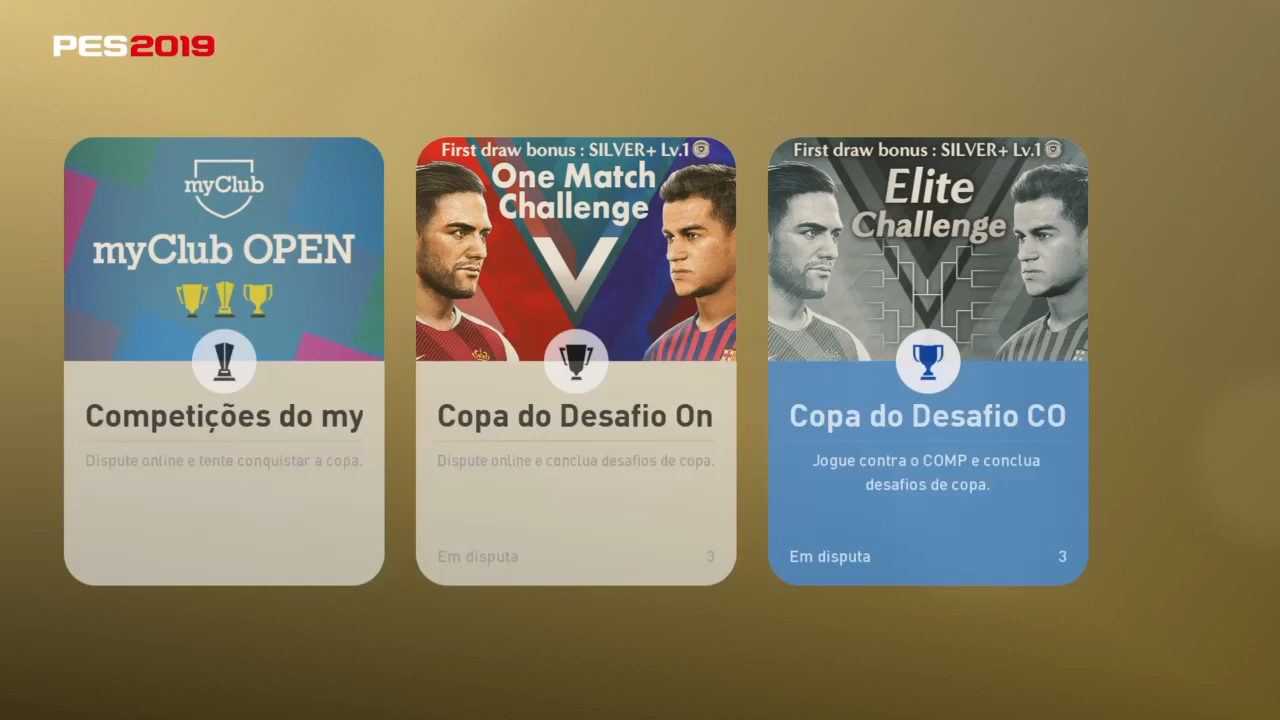 PES2019
myClub
myClub OPEN
Competições do my
Dispute online e tente conquistar a copa.
First draw bonus : SILVER+ Lv.1
One Match
Challenge
Copa do Desafio On
Dispute online e conclua desafios de copa.
Em disputa 3
First draw bonus : SILVER+ Lv.1
Elite
Challenge
Copa do Desafio CO
Jogue contra o COMP e conclua
desafios de copa.
Em disputa 3